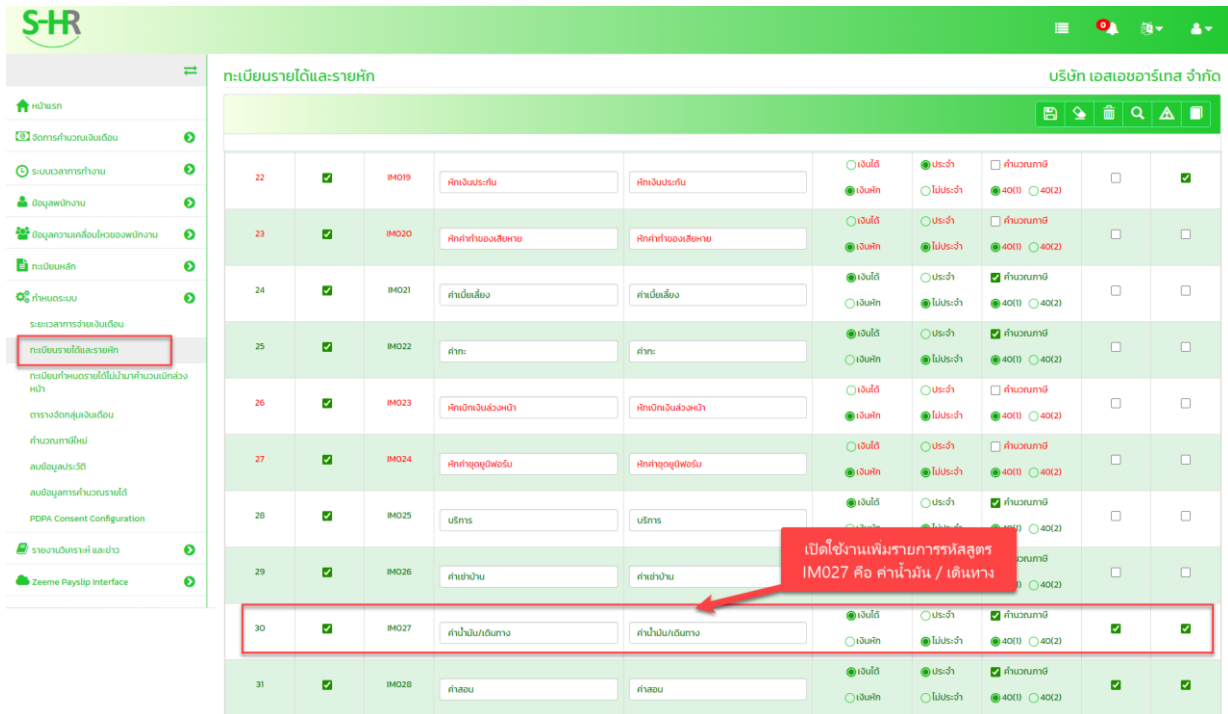 S-HR
0
ทะเบียนรายได้และรายหัก
บริษัท เอสเอชอาร์เทส จำกัด
หน้าแรก
จัดการคำนวณเงินเดือน
ระบบเวลาการทำงาน
ข้อมูลพนักงาน
ข้อมูลความเคลื่อนไหวของพนักงาน
ทะเบียนหลัก
กำหนดระบบ
ระยะเวลาการจ่ายเงินเดือน
ทะเบียนรายได้และรายหัก
ทะเบียนกำหนดรายได้ไม่นำมาคำนวนเบิกล่วง
หน้า
ตารางจัดกลุ่มเงินเดือน
คำนวณภาษีใหม่
ลบข้อมูลประวัติ
ลบข้อมูลการคำนวณรายได้
PDPA Consent Configuration
รายงานวิเคราะห์ และข่าว
Zeeme Payslip Interface
เงินได้ ประจำ คำนวณภาษี
22 IM019 หักเงินประกัน หักเงินประกัน
เงินหัก ไม่ประจำ 40(1) 40(2)
เงินได้ ประจำ คำนวณภาษี
23 IM020 หักค่าทำของเสียหาย หักค่าทำของเสียหาย
เงินหัก ไม่ประจำ 40(1) 40(2)
เงินได้ ประจำ คำนวณภาษี
24 IM021 ค่าเบี้ยเลี้ยง ค่าเบี้ยเลี้ยง
เงินหัก ไม่ประจำ 40(1) 40(2)
เงินได้ ประจำ คำนวณภาษี
25 IM022 ค่ากะ ค่ากะ
เงินหัก ไม่ประจำ 40(1) 40(2)
เงินได้ ประจำ คำนวณภาษี
26 IM023 หักเบิกเงินล่วงหน้า หักเบิกเงินล่วงหน้า
เงินหัก ไม่ประจำ 40(1) 40(2)
เงินได้ ประจำ คำนวณภาษี
27 IM024 หักค่าชุดยูนิฟอร์ม หักค่าชุดยูนิฟอร์ม
เงินหัก ไม่ประจำ 40(1) 40(2)
เงินได้ ประจำ คำนวณภาษี
28 IM025 บริการ บริการ
40(2)
เปิดใช้งานเพิ่มรายการรหัสสูตร
IM027 คือ ค่าน้ำมัน / เดินทาง
29 IM026 ค่าเช่าบ้าน ค่าเช่าบ้าน
40(2)
เงินได้ ประจำ คำนวณภาษี
30 IM027 ค่าน้ำมัน/เดินทาง ค่าน้ำมัน/เดินทาง
เงินหัก ไม่ประจำ 40(1) 40(2)
เงินได้ ประจำ คำนวณภาษี
31 IM028 ค่าสอน ค่าสอน
เงินหัก ไม่ประจำ 40(1) 40(2)